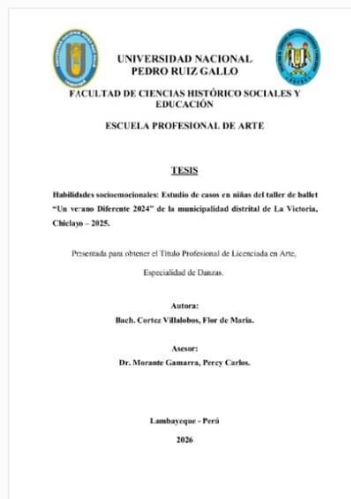 UNIVERSIDAD NACIONAL
PEDRO RUIZ GALLO
FACULTAD DE CIENCIAS HISTÓRICO SOCIALES Y
EDUCACIÓN
ESCUELA PROFESIONAL DE ARTE
TESIS
Habilidades socioemocionales: Estudio de casos en niñas del taller de ballet
“Un verano Diferente 2024” de la municipalidad distrital de La Victoria,
Chiclayo – 2025.
Presentada para obtener el Título Profesional de Licenciada en Arte,
Especialidad de Danzas.
Autora:
Bach. Cortez Villalobos, Flor de Maria.
Asesor:
Dr. Morante Gamarra, Percy Carlos.
Lambayeque - Perú
2026